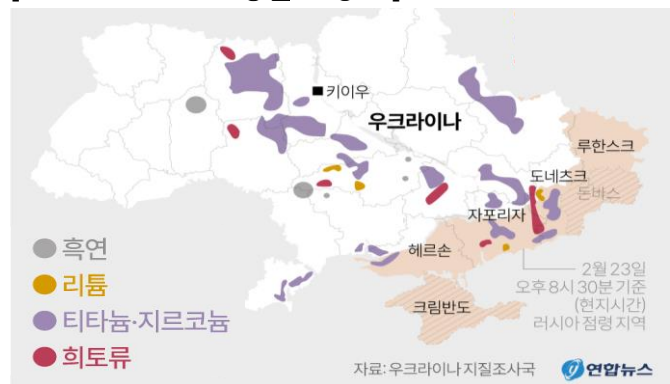 키이우
우크라이나
루한스크
도네츠크
돈바스
자포리자
헤르손
크림반도
흑연
리튬
티타늄·지르코늄
희토류
2월 23일
오후 8시 30분 기준
(현지시간)
러시아 점령 지역
자료: 우크라이나 지질조사국
연합뉴스